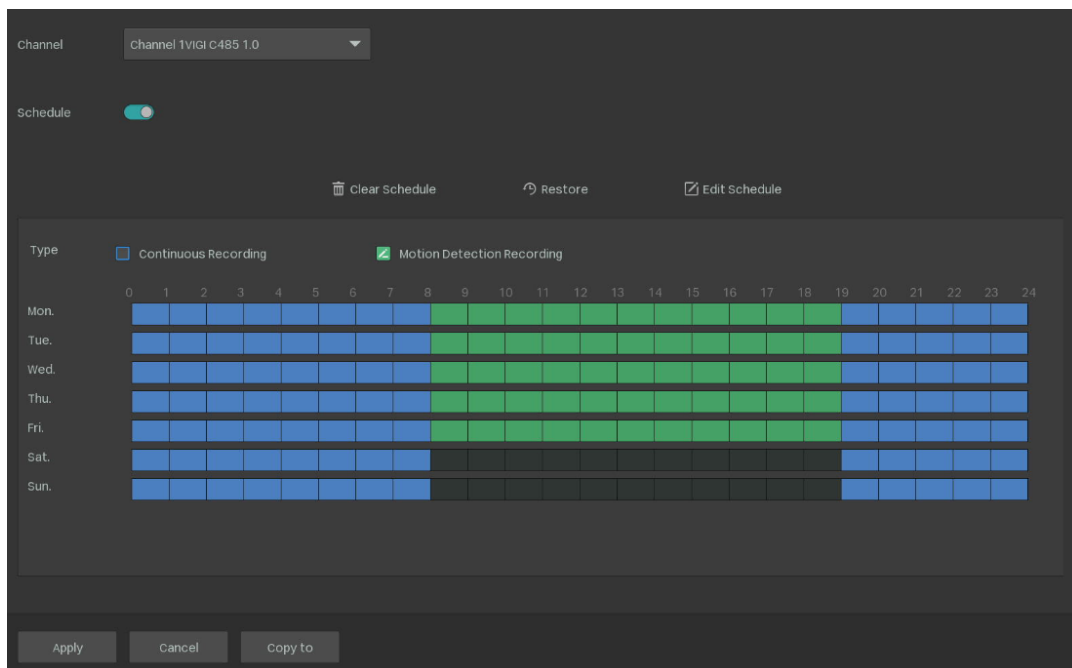 Channel Channel 1VIGI C485 1.0
Schedule
Clear Schedule Restore Edit Schedule
Type Continuous Recording Motion Detection Recording
0 1 2 3 4 5 6 7 8 9 10 11 12 13 14 15 16 17 18 19 20 21 22 23 24
Mon.
Tue.
Wed.
Thu.
Fri.
Sat.
Sun.
Apply Cancel Copy to